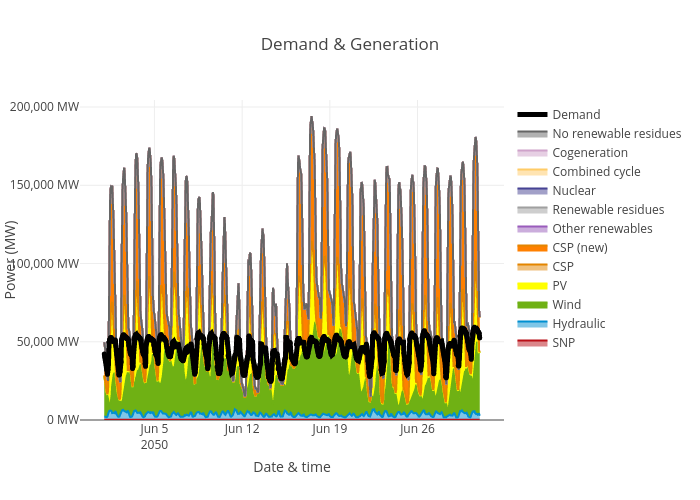 Demand & Generation
200,000 MW
150,000 MW
100,000 MW
50,000 MW
0 MW
Power (MW)
Jun 5
2050
Jun 12
Jun 19
Jun 26
Date & time
Demand
No renewable residues
Cogeneration
Combined cycle
Nuclear
Renewable residues
Other renewables
CSP (new)
CSP
PV
Wind
Hydraulic
SNP